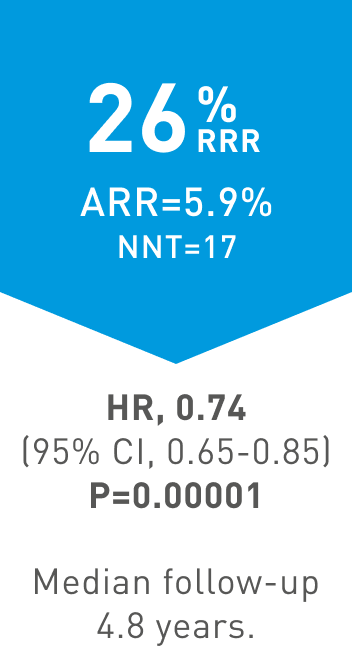 26%
RRR
ARR=5.9%
NNT=17
HR, 0.74
(95% CI, 0.65-0.85)
P=0.00001
Median follow-up
4.8 years.